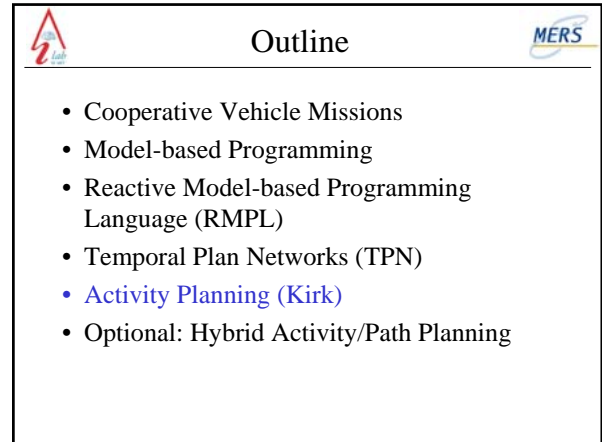 Outline
MERS
lab
• Cooperative Vehicle Missions
• Model-based Programming
• Reactive Model-based Programming
Language (RMPL)
• Temporal Plan Networks (TPN)
• Activity Planning (Kirk)
• Optional: Hybrid Activity/Path Planning